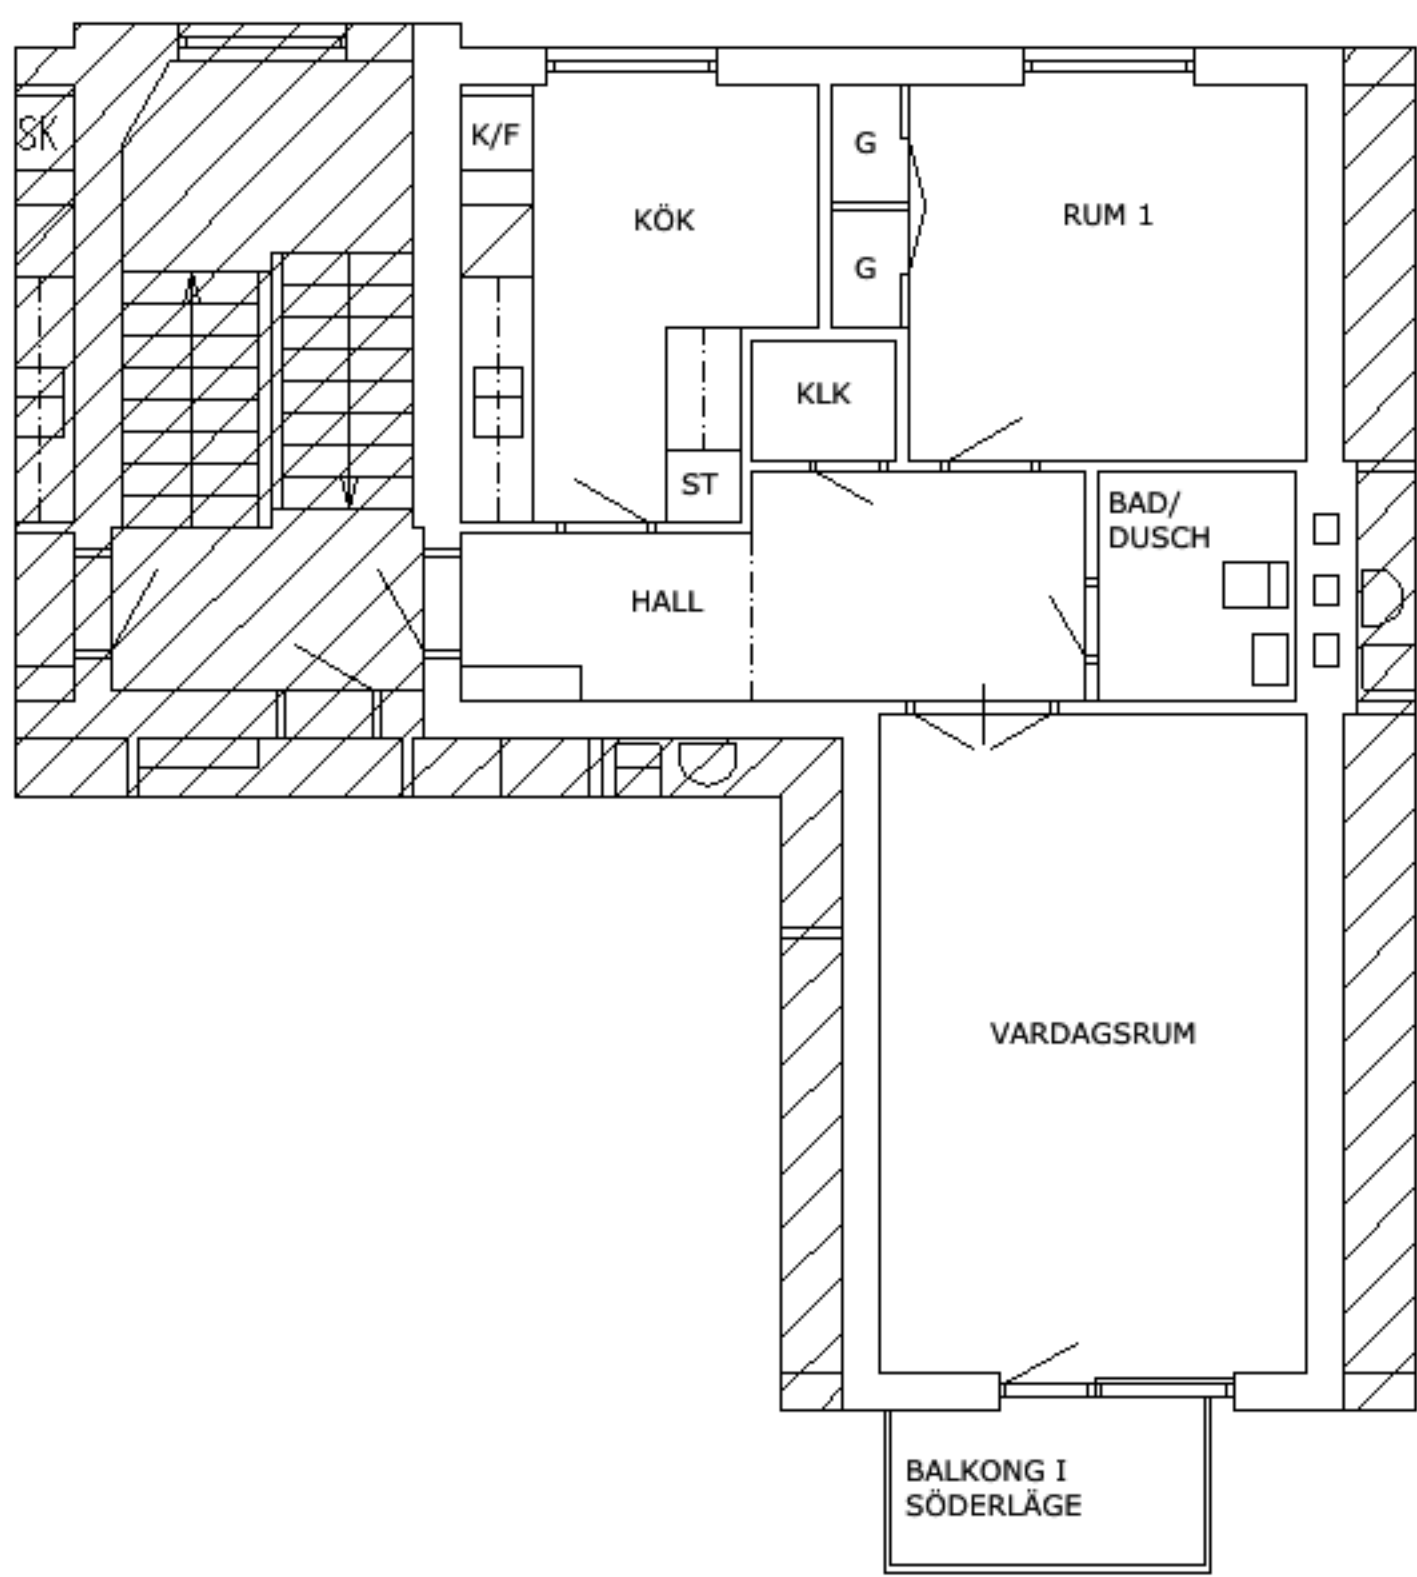 SK
K/F
G
KÖK
RUM 1
G
KLK
ST
BAD/
DUSCH
HALL
VARDAGSRUM
BALKONG I
SÖDERLÄGE